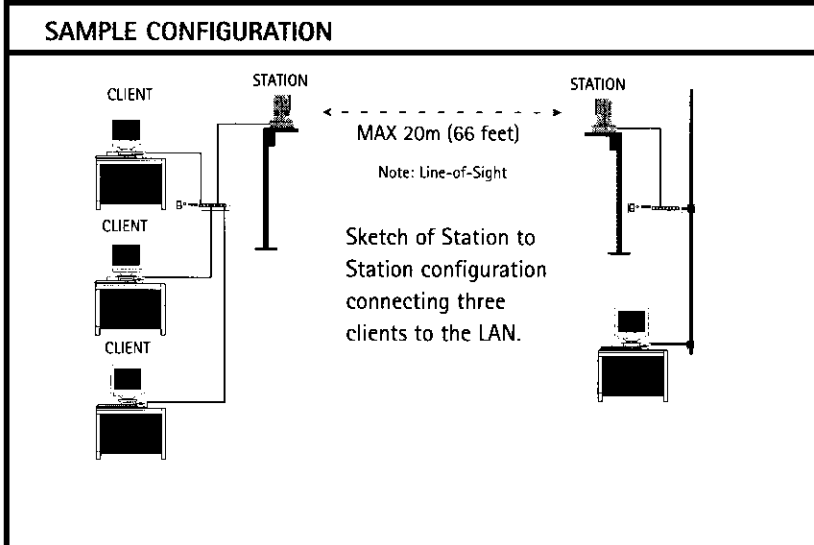 SAMPLE CONFIGURATION
CLIENT
STATION
STATION
MAX 20m (66 feet)
Note: Line-of-Sight
CLIENT
Sketch of Station to
Station configuration
connecting three
clients to the LAN.
CLIENT